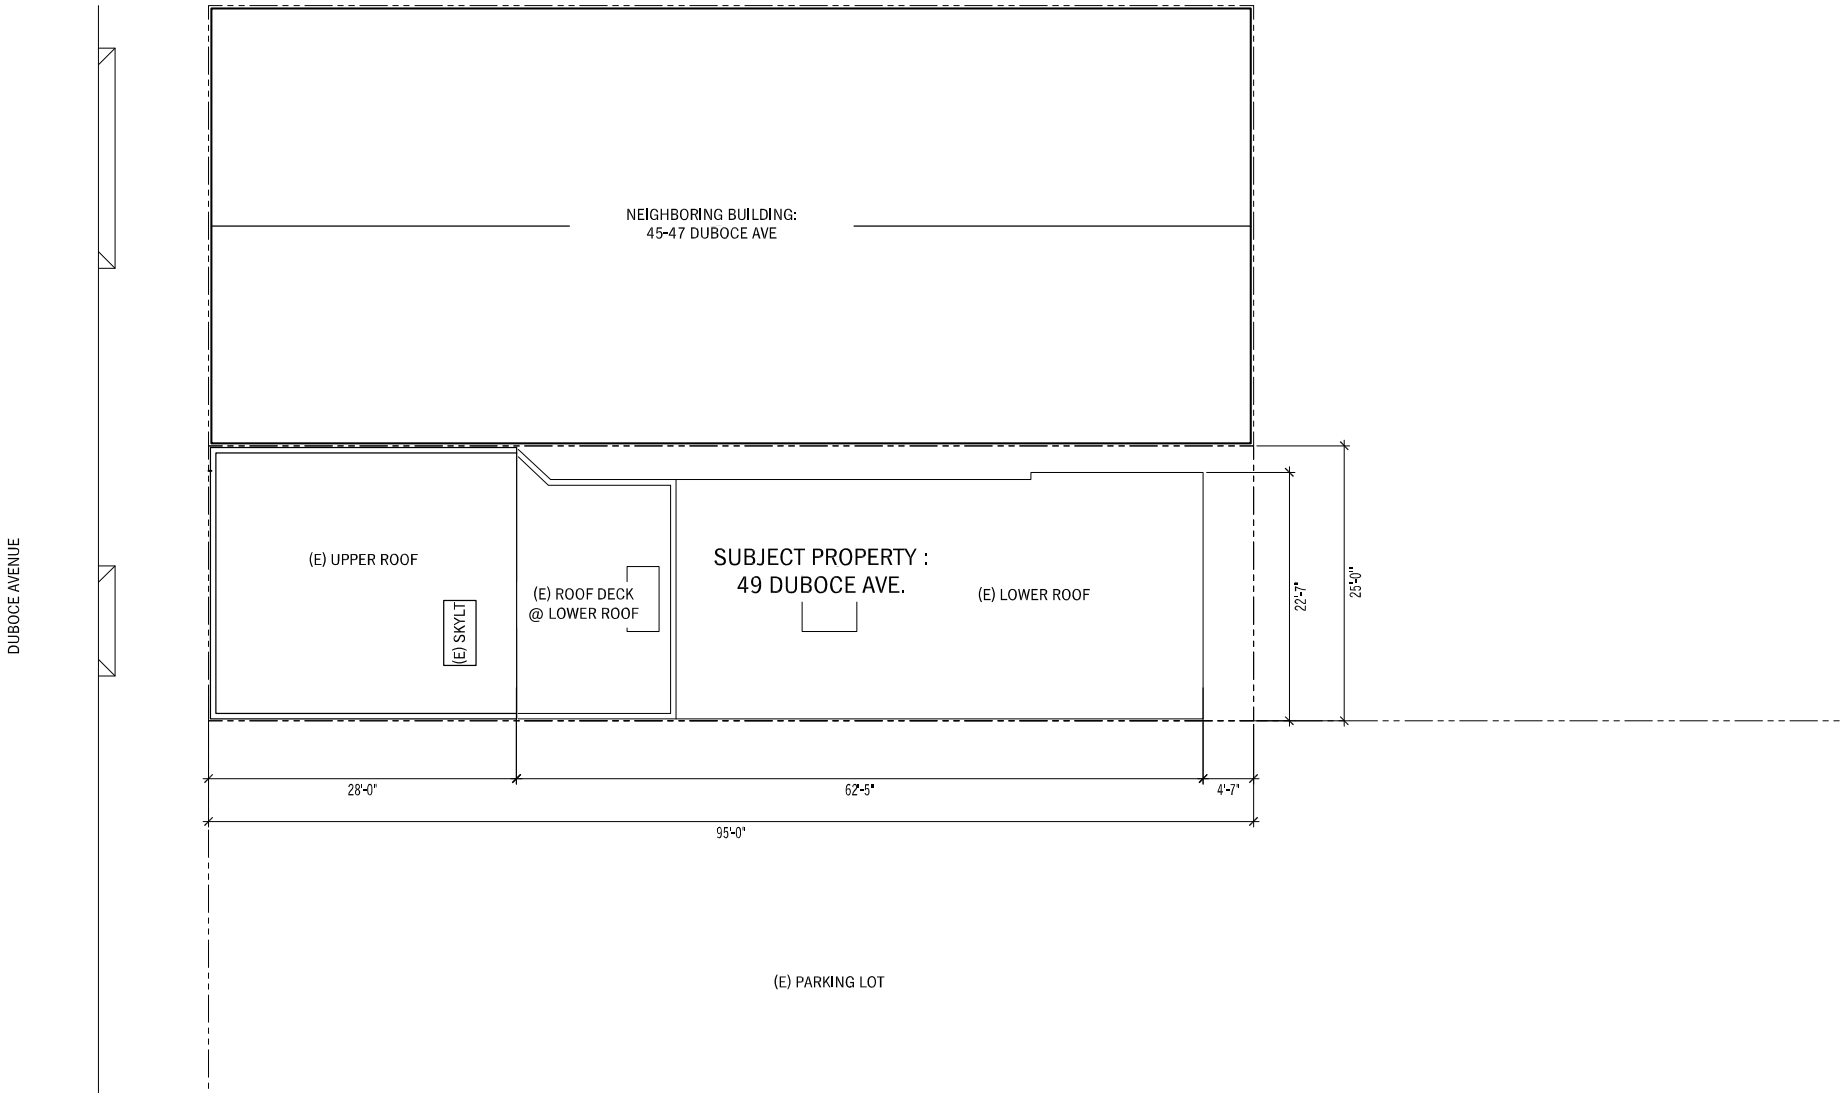 NEIGHBORING BUILDING:
45-47 DUBOCE AVE
DUBOCE AVENUE
(E) UPPER ROOF
(E) SKYLT
(E) ROOF DECK
@ LOWER ROOF
SUBJECT PROPERTY :
49 DUBOCE AVE.
(E) LOWER ROOF
22'-7"
25'-0"
28'-0"
62'-5"
4'-7"
95'-0"
(E) PARKING LOT